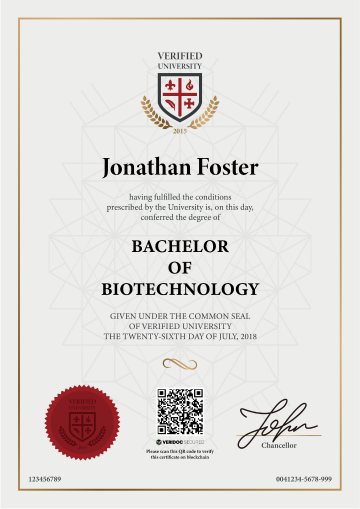 VERIFIED
UNIVERSITY
2015
Jonathan Foster
having fulfilled the conditions
prescribed by the University is, on this day,
conferred the degree of
BACHELOR
OF
BIOTECHNOLOGY
GIVEN UNDER THE COMMON SEAL
OF VERIFIED UNIVERSITY
THE TWENTY-SIXTH DAY OF JULY, 2018
VERIFIED
UNIVERSITY
VERDOC SECURED
Please scan this QR code to verify
this certificate on blockchain
John
Chancellor
123456789
0041234-5678-999